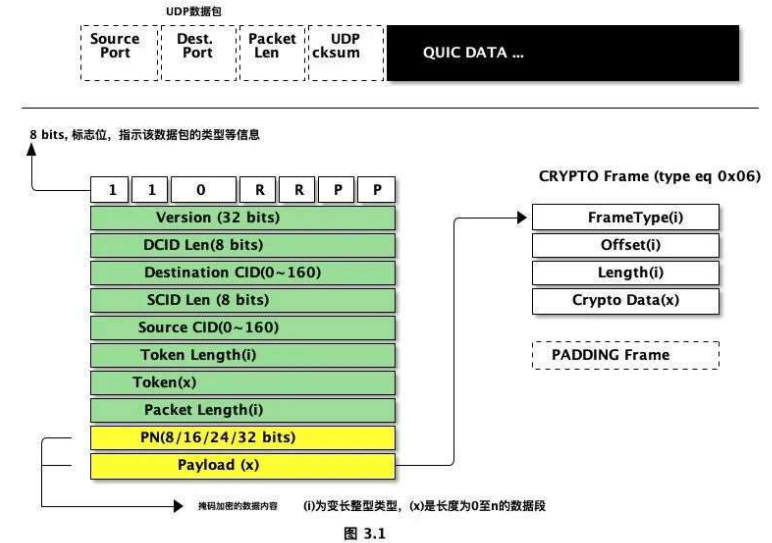 UDP数据包
Source Port
Dest. Port
Packet Len
UDP cksum
QUIC DATA ...
8 bits, 标志位，指示该数据包的类型等信息
1 1 0 R R P P
CRYPTO Frame (type eq 0x06)
Version (32 bits)
DCID Len(8 bits)
Destination CID(0~160)
SCID Len (8 bits)
Source CID(0~160)
Token Length(i)
Token(x)
Packet Length(i)
PN(8/16/24/32 bits)
Payload (x)
FrameType(i)
Offset(i)
Length(i)
Crypto Data(x)
PADDING Frame
掩码加密的数据内容
(i)为变长整型类型，(x)是长度为0至n的数据段
图 3.1